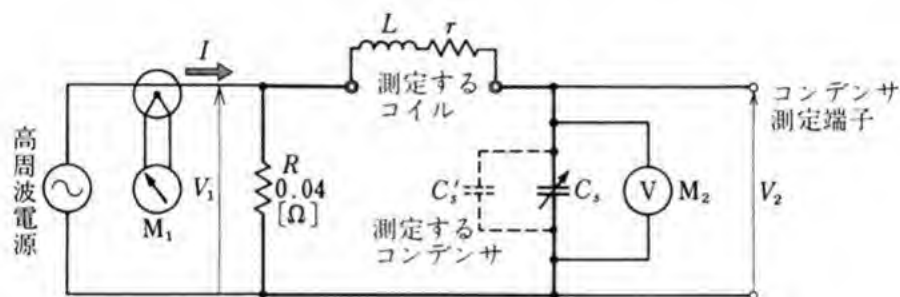 L
r
I
測定する
コイル
コンデンサ
測定端子
高周波電源
M₁
V₁
R
0.04
[Ω]
C's
Cs
V
M₂
V₂
測定する
コンデンサ